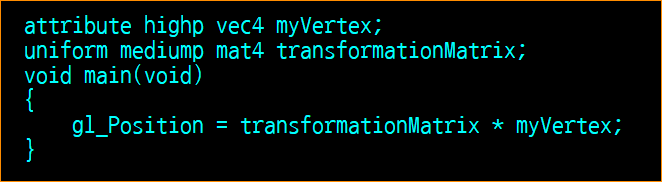 attribute highp vec4 myVertex;
uniform mediump mat4 transformationMatrix;
void main(void)
{
    gl_Position = transformationMatrix * myVertex;
}